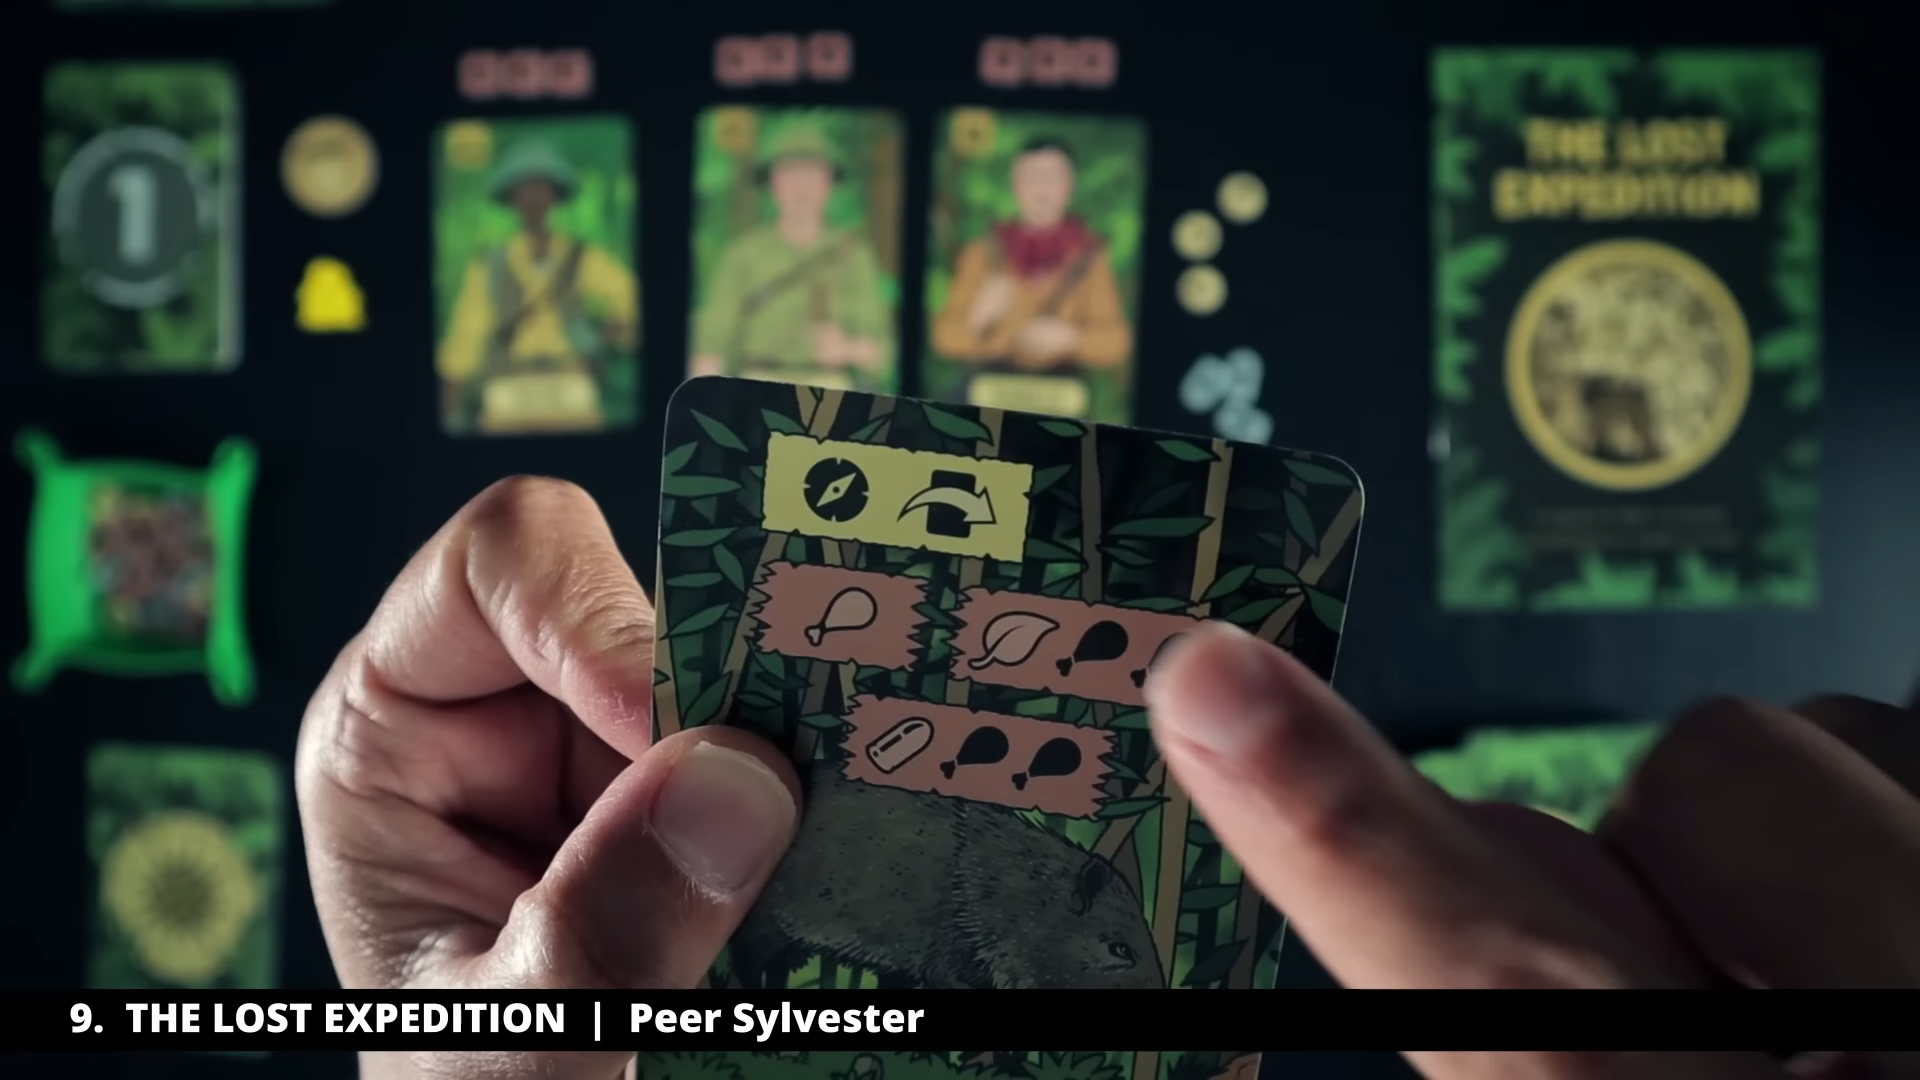 1
THE LOST
EXPEDITION
9. THE LOST EXPEDITION | Peer Sylvester